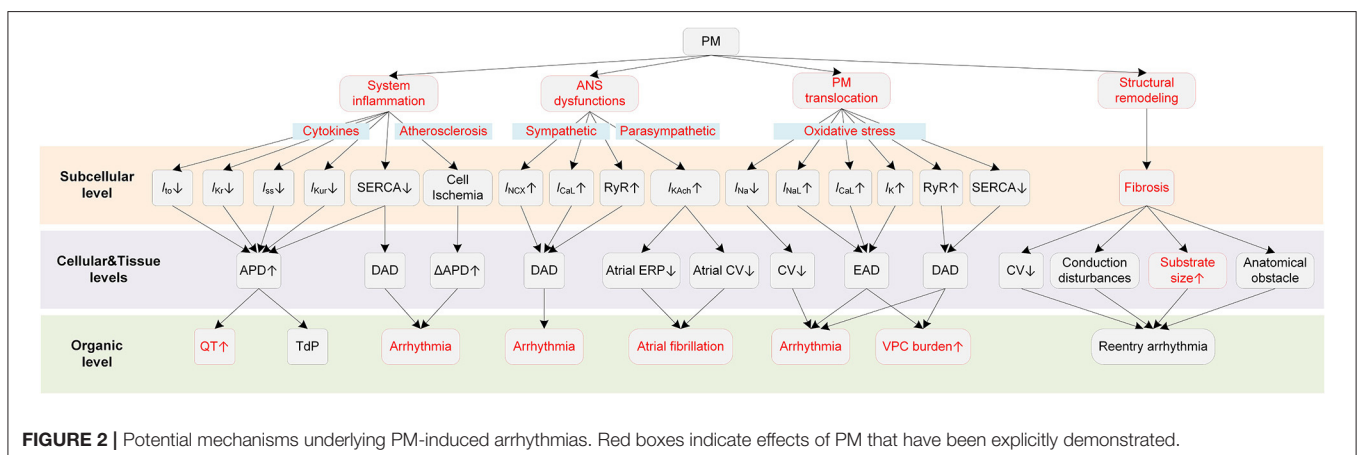 PM
System
inflammation
ANS
dysfunctions
PM
translocation
Structural
remodeling
Cytokines
Atherosclerosis
Sympathetic
Parasympathetic
Oxidative stress
Subcellular
level
Ito↓
IKr↓
Iss↓
IKur↓
SERCA↓
Cell
Ischemia
INCX↑
ICaL↑
RyR↑
IKAch↑
INa↓
INaL↑
ICaL↑
IK↑
RyR↑
SERCA↓
Fibrosis
Cellular&Tissue
levels
APD↑
DAD
ΔAPD↑
DAD
Atrial ERP↓
Atrial CV↓
CV↓
EAD
DAD
CV↓
Conduction
disturbances
Substrate
size↑
Anatomical
obstacle
Organic
level
QT↑
TdP
Arrhythmia
Arrhythmia
Atrial fibrillation
Arrhythmia
VPC burden↑
Reentry arrhythmia
FIGURE 2 | Potential mechanisms underlying PM-induced arrhythmias. Red boxes indicate effects of PM that have been explicitly demonstrated.